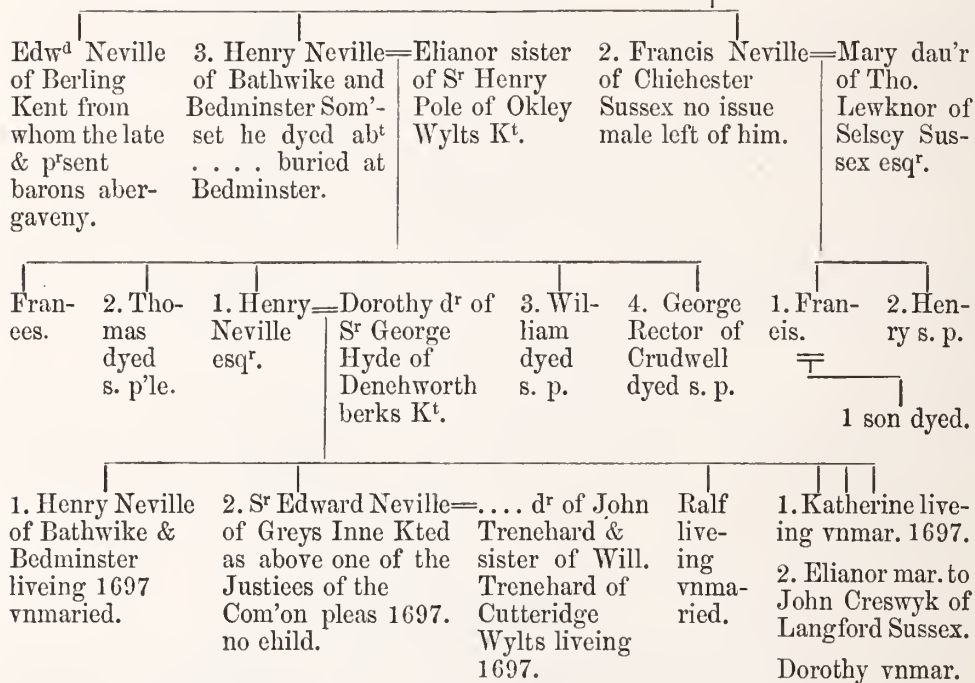 Edwᵈ Neville
of Berling
Kent from
whom the late
& pʳsent
barons aber-
gaveny.
3. Henry Neville=
of Bathwike and
Bedminster Som'-
set he dyed abᵗ
. . . . buried at
Bedminster.
Elianor sister
of Sʳ Henry
Pole of Okley
Wylts Kᵗ.
2. Francis Neville=
of Chichester
Sussex no issue
male left of him.
Mary dau'r
of Tho.
Lewknor of
Selsey Sus-
sex esqʳ.
Fran-
ces.
2. Tho-
mas
dyed
s. p'le.
1. Henry=
Neville
esqʳ.
Dorothy dʳ of
Sʳ George
Hyde of
Denchworth
berks Kᵗ.
3. Wil-
liam
dyed
s. p.
4. George
Rector of
Crudwell
dyed s. p.
1. Fran-
cis.
=
2. Hen-
ry s. p.
1 son dyed.
1. Henry Neville
of Bathwike &
Bedminster
liveing 1697
vnmaried.
2. Sʳ Edward Neville=
of Greys Inne Kted
as above one of the
Justices of the
Com'on pleas 1697.
no child.
.... dʳ of John
Trenchard &
sister of Will.
Trenchard of
Cutteridge
Wylts liveing
1697.
Ralf
live-
ing
vnma-
ried.
1. Katherine live-
ing vnmar. 1697.
2. Elianor mar. to
John Creswyk of
Langford Sussex.
Dorothy vnmar.